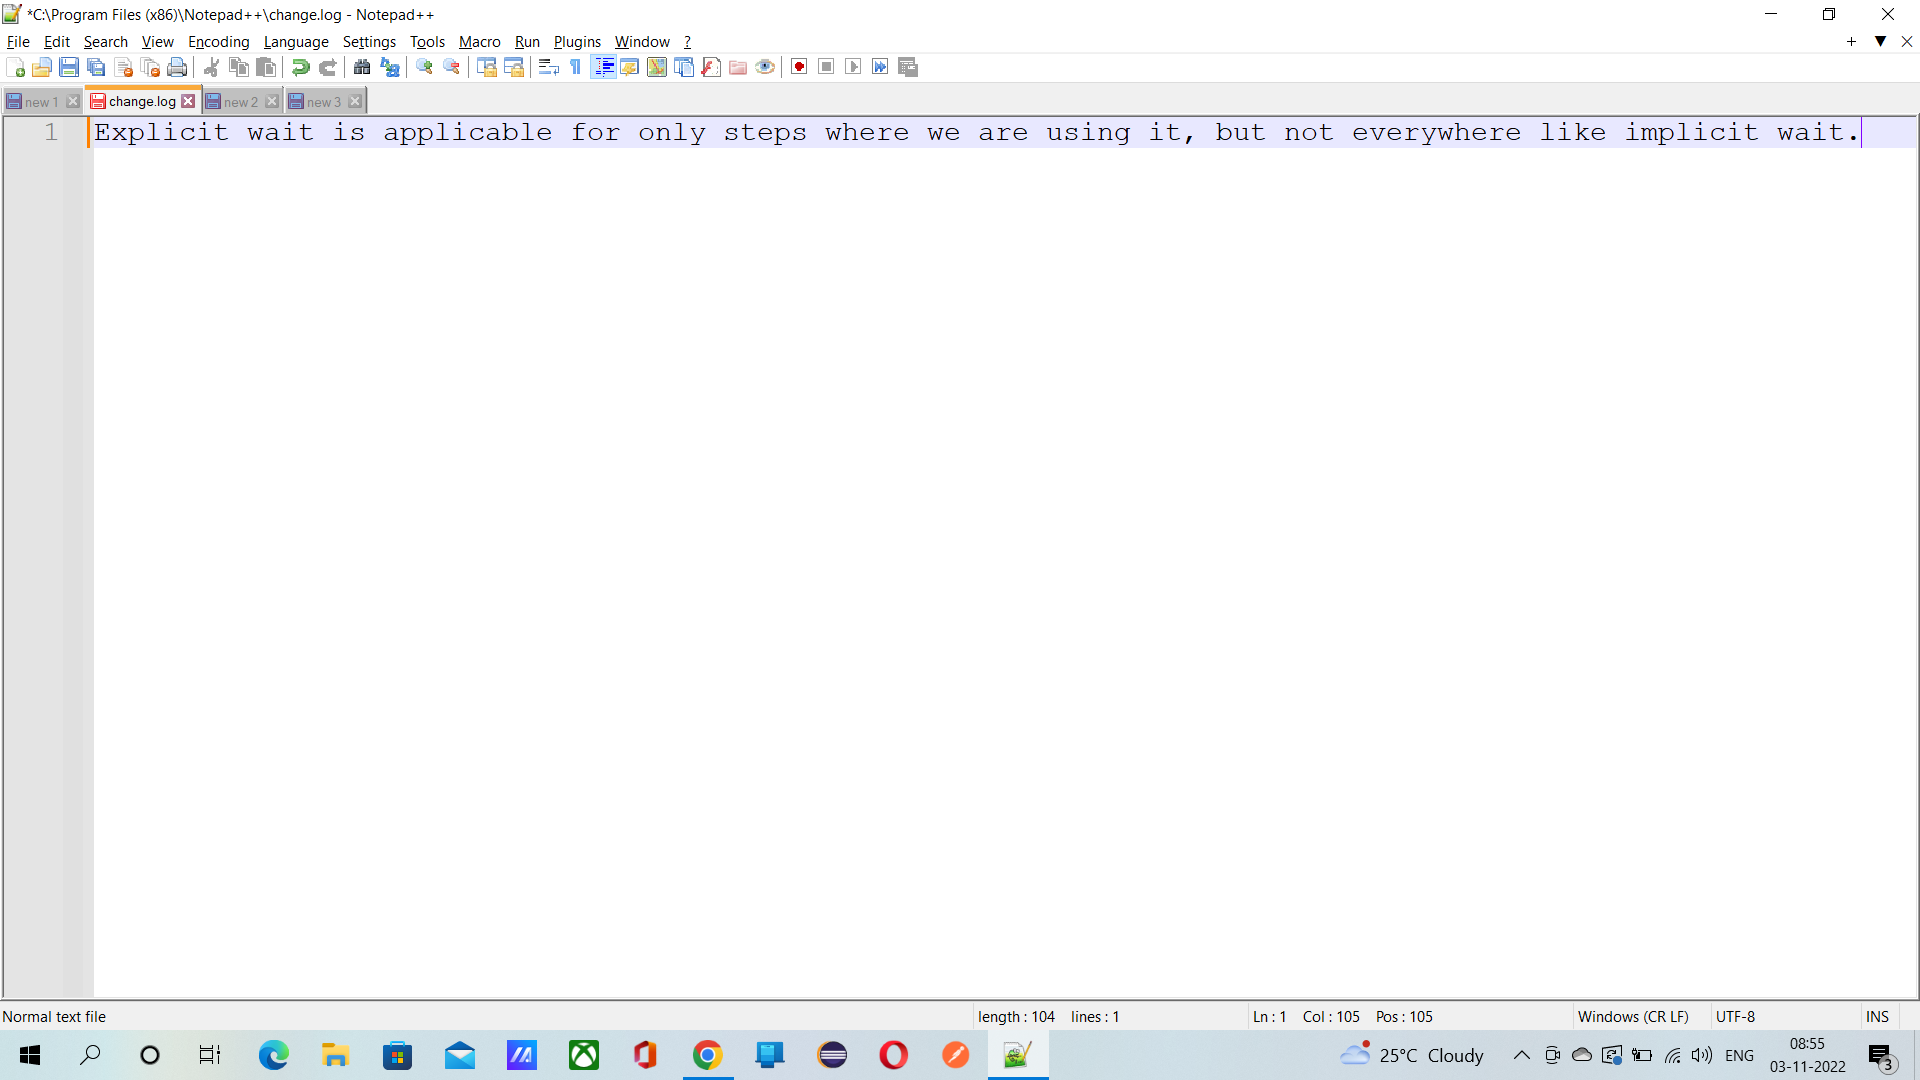 *C:\Program Files (x86)\Notepad++\change.log - Notepad++
File Edit Search View Encoding Language Settings Tools Macro Run Plugins Window ?
new 1 change.log new 2 new 3
1 Explicit wait is applicable for only steps where we are using it, but not everywhere like implicit wait.
Normal text file length : 104 lines : 1 Ln : 1 Col : 105 Pos : 105 Windows (CR LF) UTF-8 INS
25°C Cloudy ENG 08:55
03-11-2022 3